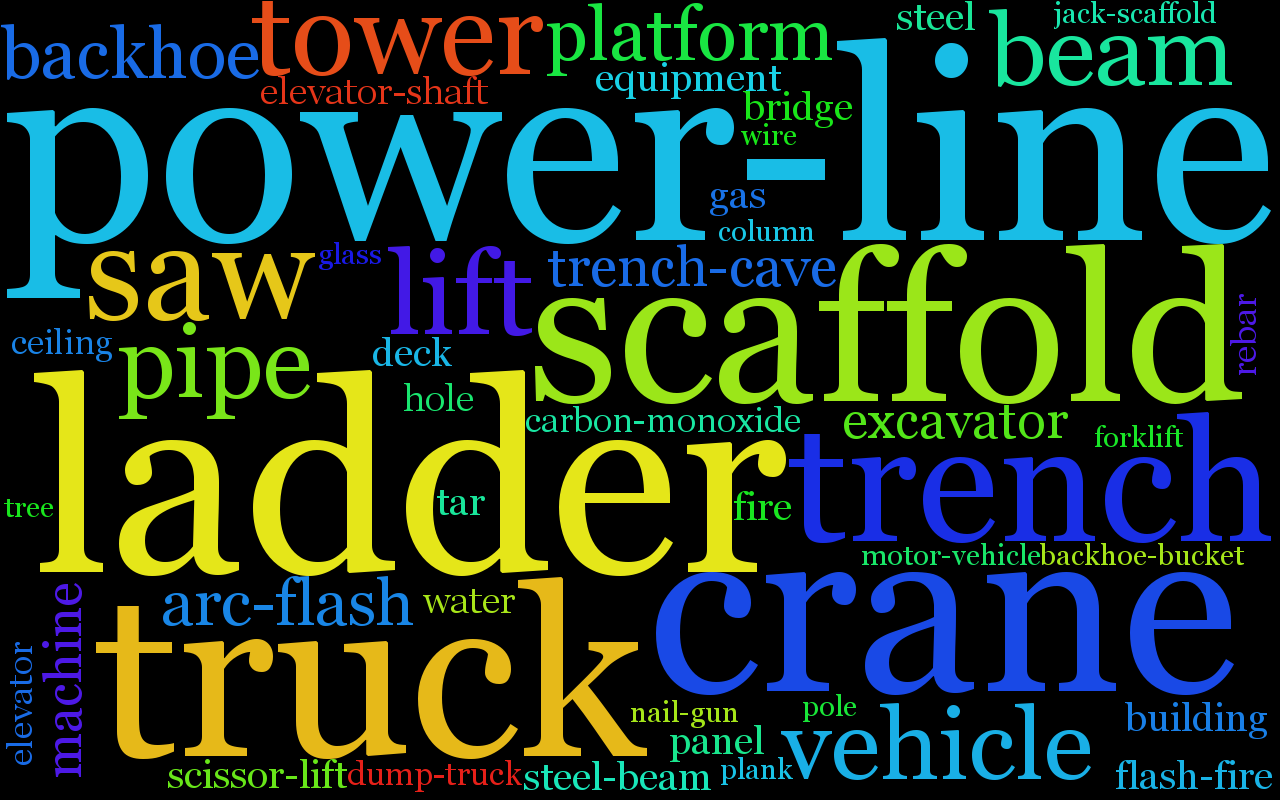 backhoe
tower
platform
steel
jack-scaffold
beam
elevator-shaft
equipment
bridge
wire
power-line
gas
column
saw
glass
lift
trench-cave
scaffold
rebar
ceiling
pipe
deck
hole
carbon-monoxide
excavator
forklift
ladder
tree
tar
fire
trench
motor-vehicle
backhoe-bucket
arc-flash
water
crane
machine
truck
elevator
nail-gun
pole
building
panel
vehicle
scissor-lift
dump-truck
steel-beam
plank
flash-fire